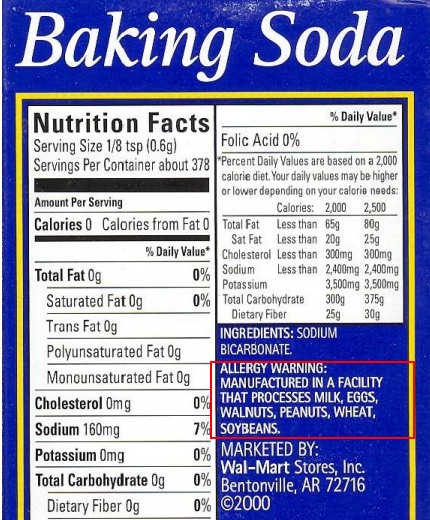 Baking Soda
Nutrition Facts
Serving Size 1/8 tsp (0.6g)
Servings Per Container about 378
Amount Per Serving
Calories 0 Calories from Fat 0
% Daily Value*
Total Fat 0g 0%
Saturated Fat 0g 0%
Trans Fat 0g
Polyunsaturated Fat 0g
Monounsaturated Fat 0g
Cholesterol 0mg 0%
Sodium 160mg 7%
Potassium 0mg 0%
Total Carbohydrate 0g 0%
Dietary Fiber 0g 0%
% Daily Value*
Folic Acid 0%
*Percent Daily Values are based on a 2,000
calorie diet. Your daily values may be higher
or lower depending on your calorie needs:
Calories: 2,000 2,500
Total Fat Less than 65g 80g
Sat Fat Less than 20g 25g
Cholesterol Less than 300mg 300mg
Sodium Less than 2,400mg 2,400mg
Potassium 3,500mg 3,500mg
Total Carbohydrate 300g 375g
Dietary Fiber 25g 30g
INGREDIENTS: SODIUM
BICARBONATE.
ALLERGY WARNING:
MANUFACTURED IN A FACILITY
THAT PROCESSES MILK, EGGS,
WALNUTS, PEANUTS, WHEAT,
SOYBEANS.
MARKETED BY:
Wal-Mart Stores, Inc.
Bentonville, AR 72716
©2000